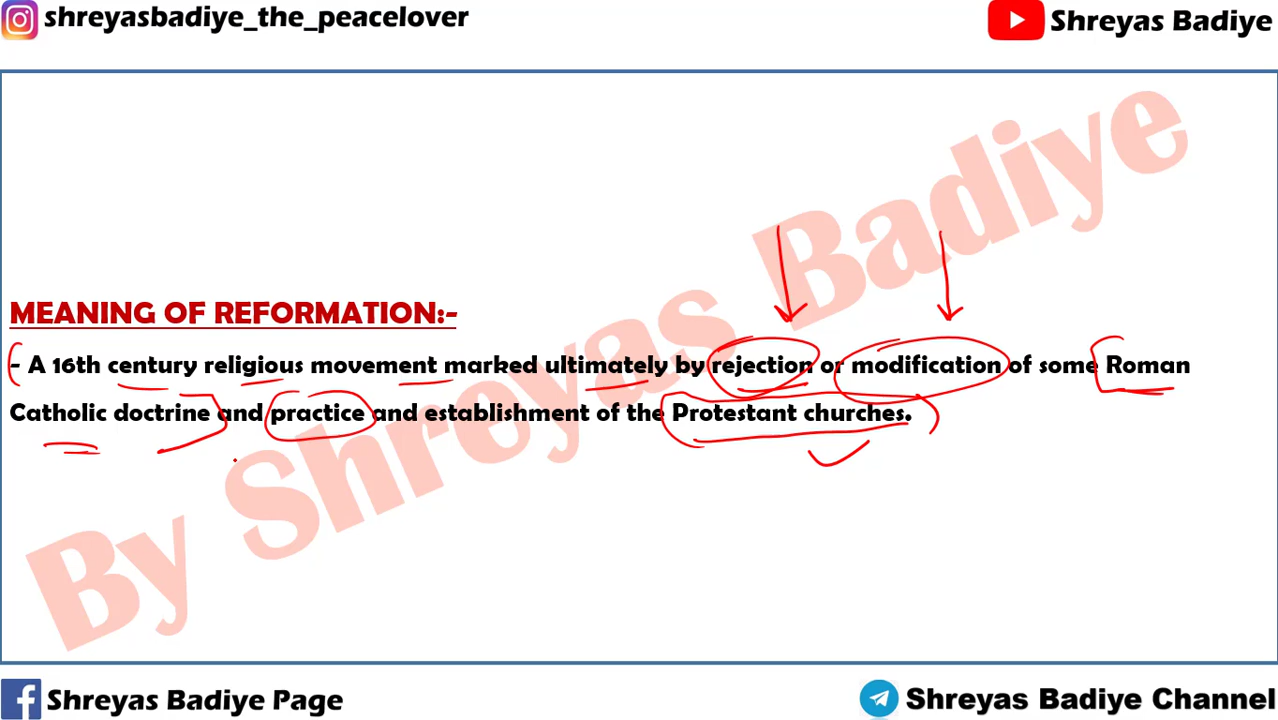 shreyasbadiye_the_peacelover
Shreyas Badiye
MEANING OF REFORMATION:-
- A 16th century religious movement marked ultimately by rejection or modification of some Roman
Catholic doctrine and practice and establishment of the Protestant churches.
By Shreyas Badiye
Shreyas Badiye Page
Shreyas Badiye Channel